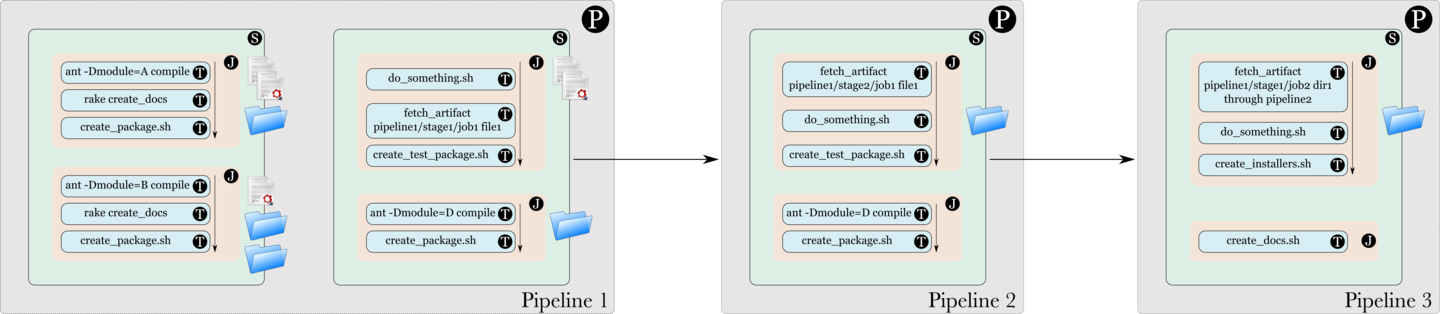 P
S
J
ant -Dmodule=A compile T
rake create_docs T
create_package.sh T
J
ant -Dmodule=B compile T
rake create_docs T
create_package.sh T
S
J
do_something.sh T
fetch_artifact T
pipeline1/stage1/job1 file1
create_test_package.sh T
J
ant -Dmodule=D compile T
create_package.sh T
Pipeline 1
P
S
J
fetch_artifact T
pipeline1/stage2/job1 file1
do_something.sh T
create_test_package.sh T
J
ant -Dmodule=D compile T
create_package.sh T
Pipeline 2
P
S
J
fetch_artifact T
pipeline1/stage1/job2 dir1
through pipeline2
do_something.sh T
create_installers.sh T
J
create_docs.sh T
Pipeline 3